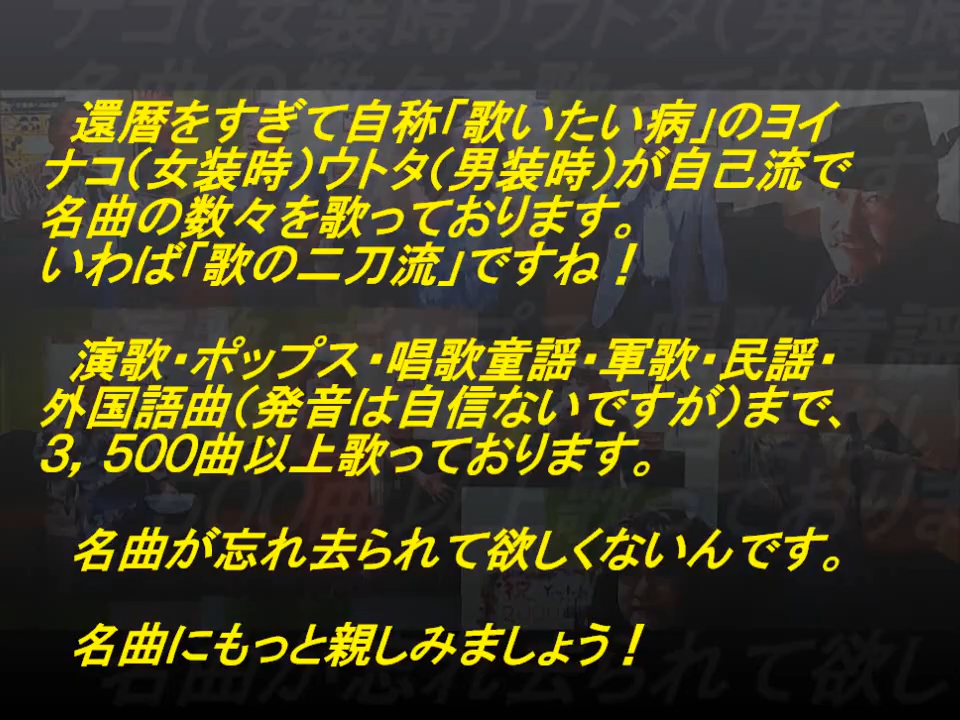 還暦をすぎて自称「歌いたい病」のヨイ
ナコ（女装時）ウトタ（男装時）が自己流で
名曲の数々を歌っております。
いわば「歌の二刀流」ですね！
演歌・ポップス・唱歌童謡・軍歌・民謡・
外国語曲（発音は自信ないですが）まで、
３，５００曲以上歌っております。
名曲が忘れ去られて欲しくないんです。
名曲にもっと親しみましょう！